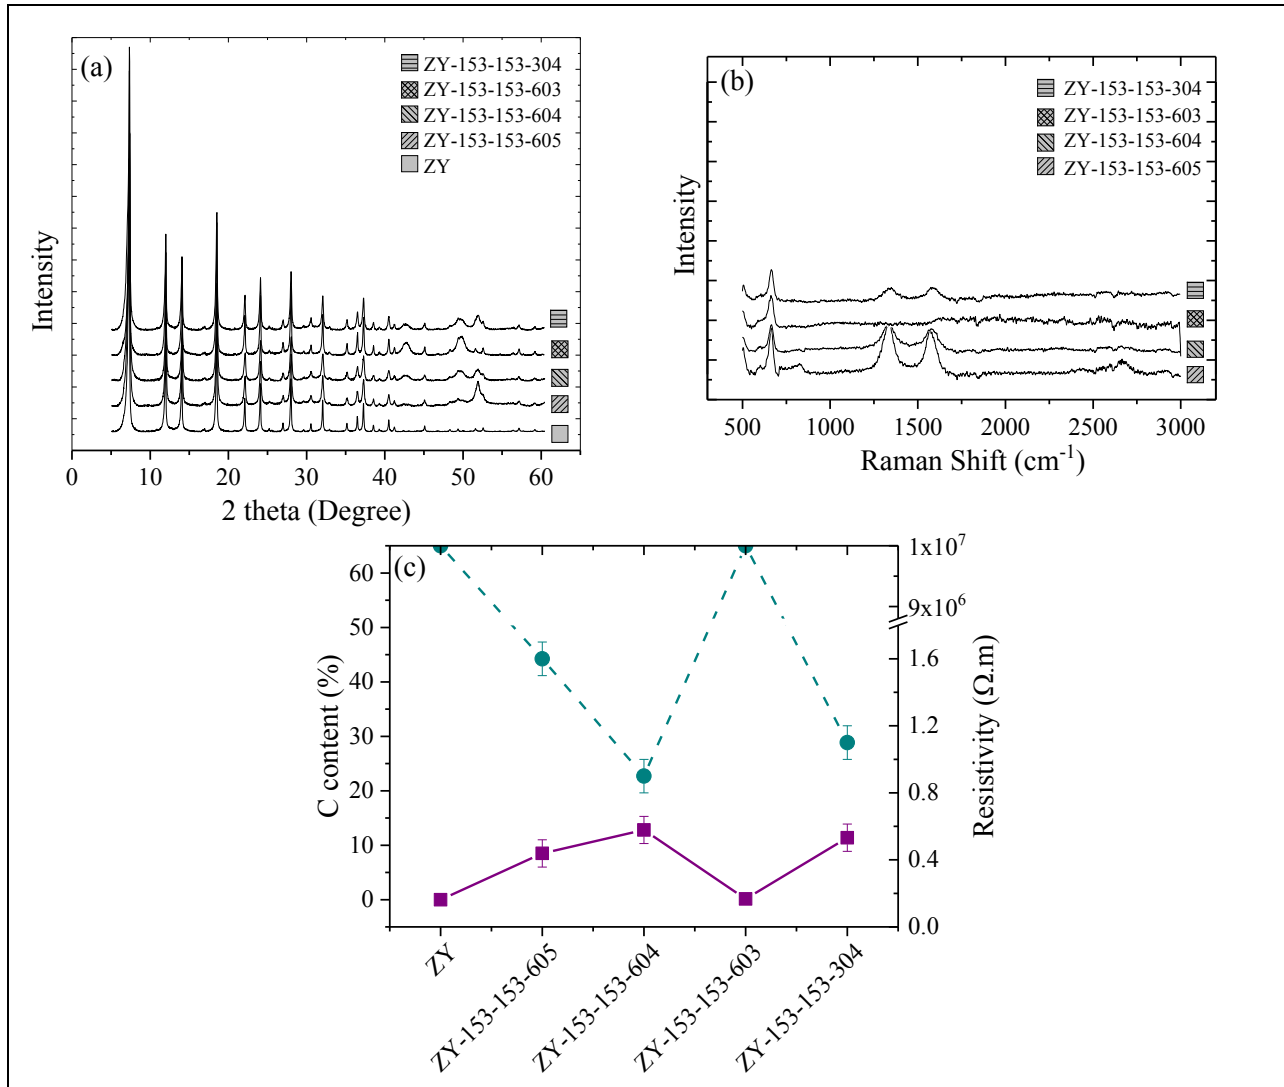 (a)
ZY-153-153-304
ZY-153-153-603
ZY-153-153-604
ZY-153-153-605
ZY
Intensity
0 10 20 30 40 50 60
2 theta (Degree)
(b)
ZY-153-153-304
ZY-153-153-603
ZY-153-153-604
ZY-153-153-605
Intensity
500 1000 1500 2000 2500 3000
Raman Shift (cm⁻¹)
(c)
60
50
40
30
20
10
0
C content (%)
1x10⁷
9x10⁶
1.6
1.2
0.8
0.4
0.0
Resistivity (Ω.m)
ZY
ZY-153-153-605
ZY-153-153-604
ZY-153-153-603
ZY-153-153-304